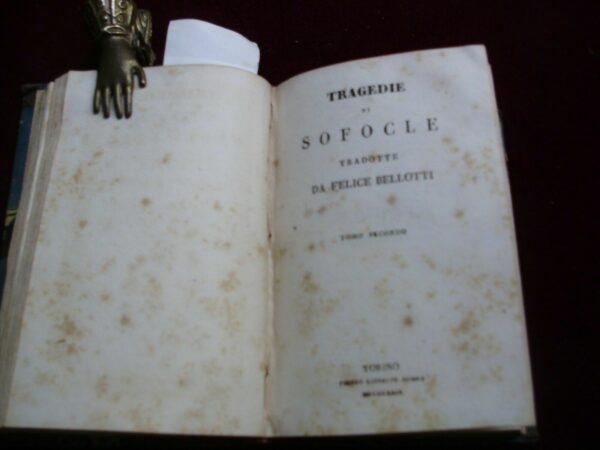 TRAGEDIE
DI
SOFOCLE
TRADOTTE
DA FELICE BELLOTTI
TOMO SECONDO
TORINO